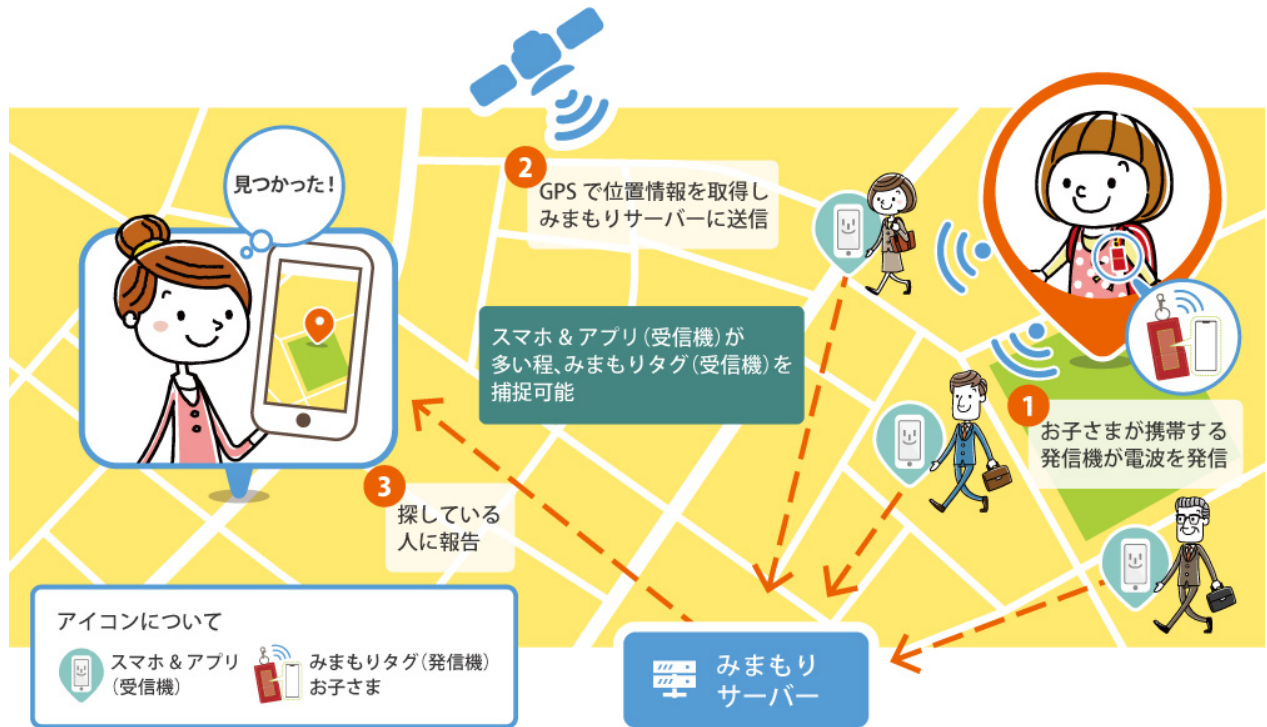 見つかった!
2
GPS で位置情報を取得し
みまもりサーバーに送信
スマホ & アプリ(受信機)が
多い程、みまもりタグ(受信機)を
捕捉可能
1
お子さまが携帯する
発信機が電波を発信
3
探している
人に報告
アイコンについて
スマホ & アプリ
(受信機)
みまもりタグ(発信機)
お子さま
みまもり
サーバー